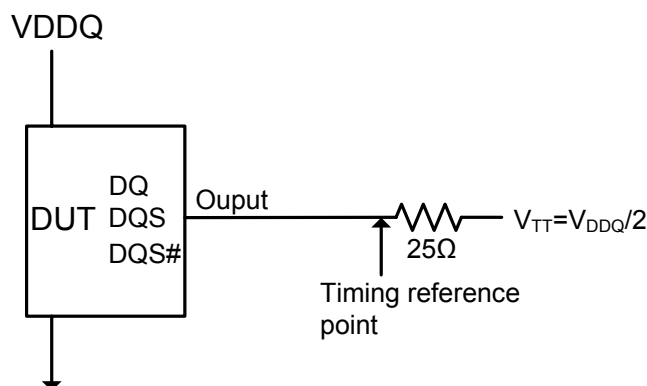 VDDQ
DUT
DQ
DQS
DQS#
Ouput
25Ω
VTT=VDDQ/2
Timing reference
point